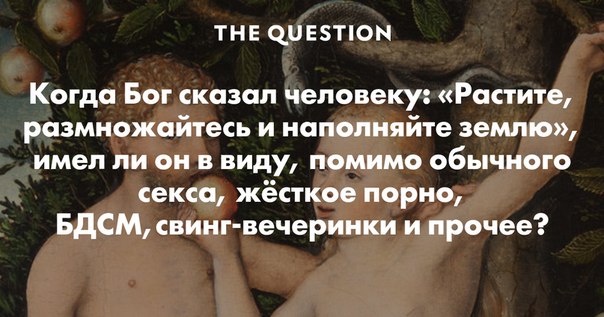 THE QUESTION
Когда Бог сказал человеку: «Растите,
размножайтесь и наполняйте землю»,
имел ли он в виду, помимо обычного
секса, жёсткое порно,
БДСМ, свинг-вечеринки и прочее?